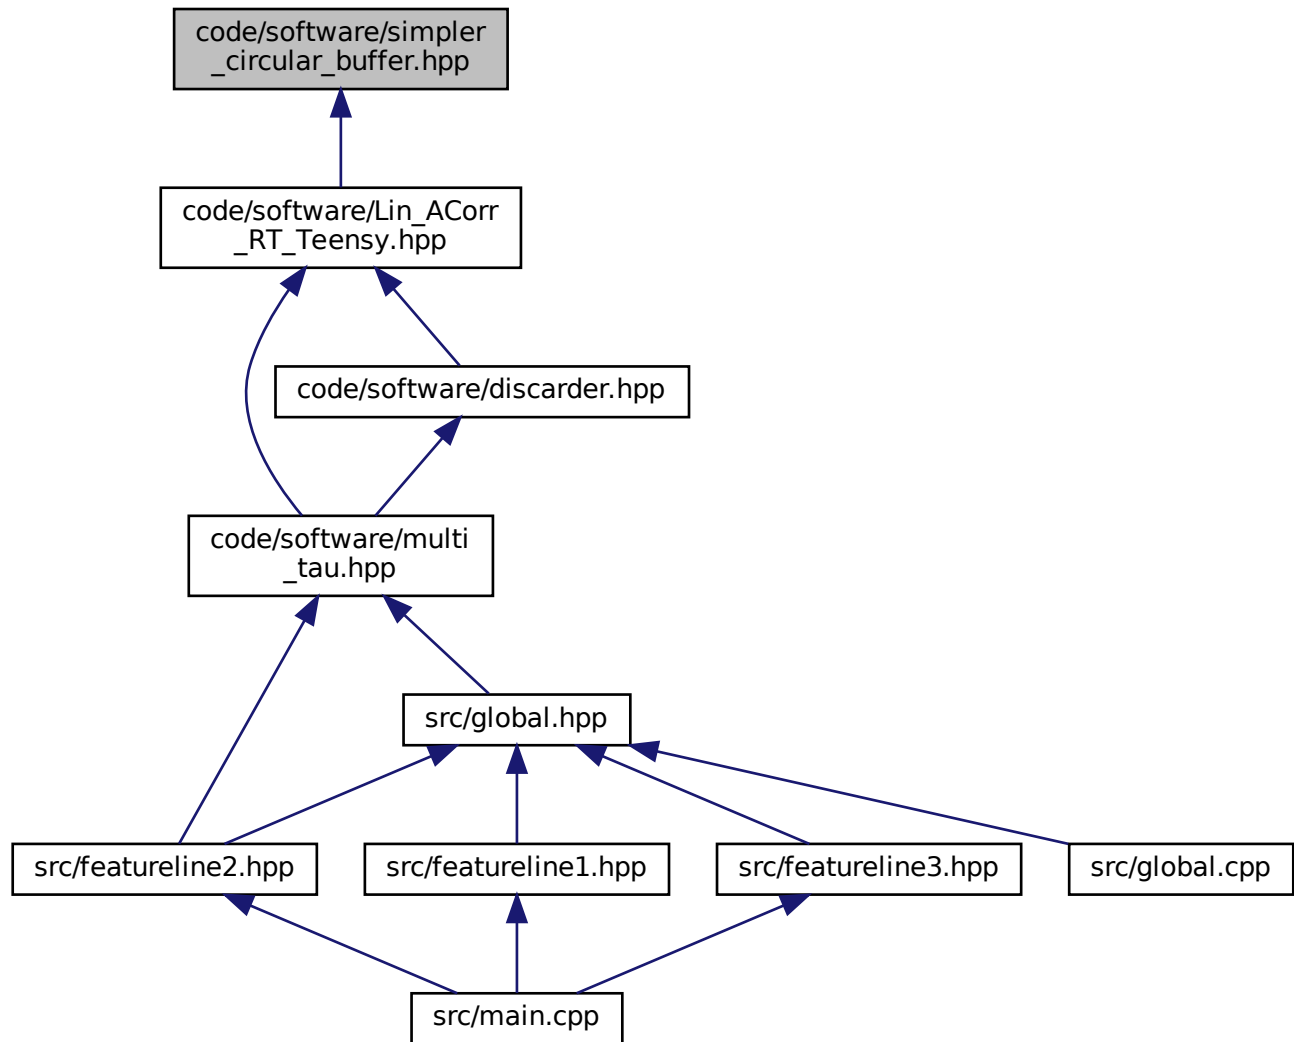 code/software/simpler
_circular_buffer.hpp
code/software/Lin_ACorr
_RT_Teensy.hpp
code/software/discarder.hpp
code/software/multi
_tau.hpp
src/global.hpp
src/featureline2.hpp
src/featureline1.hpp
src/featureline3.hpp
src/global.cpp
src/main.cpp